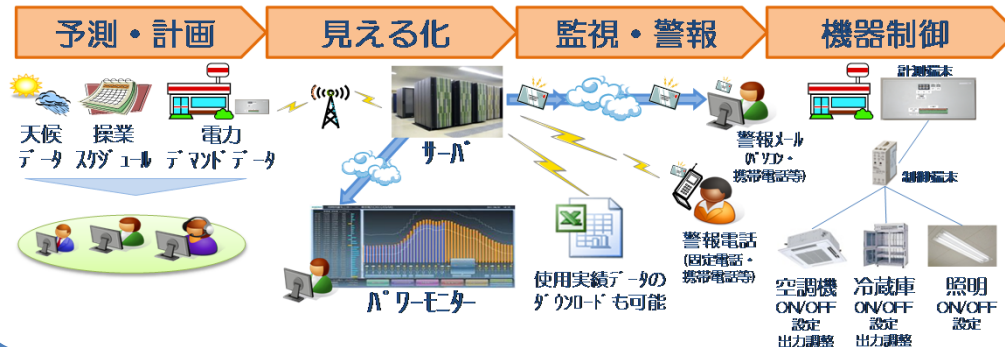 予測・計画
見える化
監視・警報
機器制御
天候
データ
操業
スケジュール
電力
デマンドデータ
サーバ
パワーモニター
使用実績データの
ダウンロードも可能
警報メール
(パソコン・
携帯電話等)
警報電話
(固定電話・
携帯電話等)
計測端末
制御端末
空調機
ON/OFF
設定
出力調整
冷蔵庫
ON/OFF
設定
出力調整
照明
ON/OFF
設定